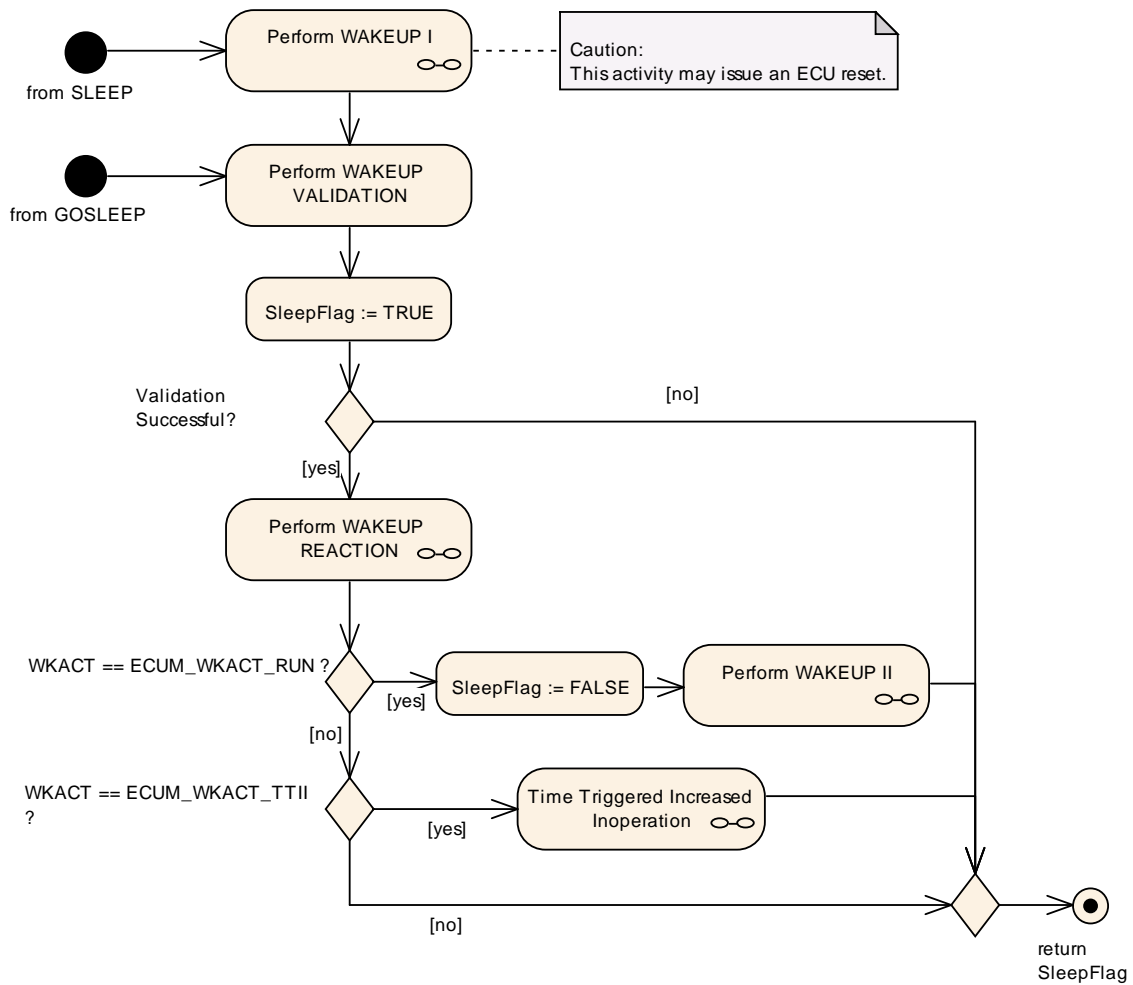 Perform WAKEUP I
Caution:
This activity may issue an ECU reset.
from SLEEP
Perform WAKEUP
VALIDATION
from GOSLEEP
SleepFlag := TRUE
Validation
Successful?
[no]
[yes]
Perform WAKEUP
REACTION
WKACT == ECUM_WKACT_RUN ?
[yes]
SleepFlag := FALSE
Perform WAKEUP II
[no]
WKACT == ECUM_WKACT_TTII
?
[yes]
Time Triggered Increased
Inoperation
[no]
return
SleepFlag